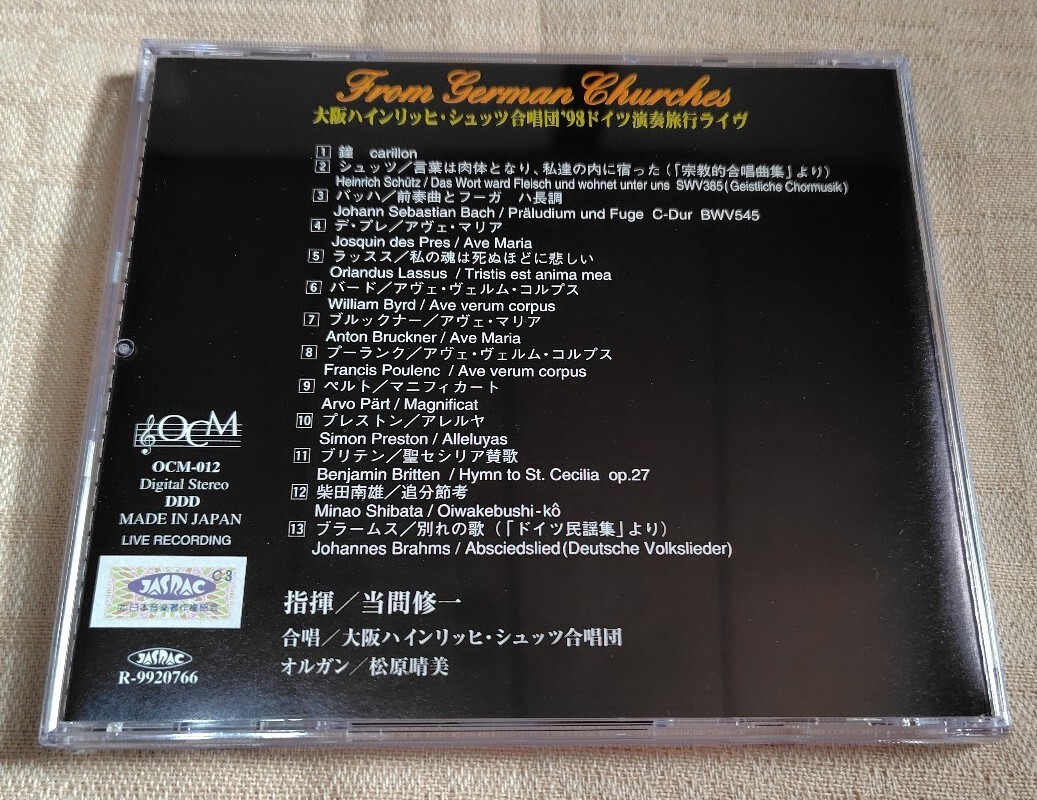 From German Churches
大阪ハインリッヒ・シュッツ合唱団'98ドイツ演奏旅行ライヴ
1 鐘 carillon
2 シュッツ／言葉は肉体となり、私達の内に宿った（「宗教的合唱曲集」より）
Heinrich Schütz / Das Wort ward Fleisch und wohnet unter uns SWV385 (Geistliche Chormusik)
3 バッハ／前奏曲とフーガ ハ長調
Johann Sebastian Bach / Präludium und Fuge C-Dur BWV545
4 デ・プレ／アヴェ・マリア
Josquin des Pres / Ave Maria
5 ラッスス／私の魂は死ぬほどに悲しい
Orlandus Lassus / Tristis est anima mea
6 バード／アヴェ・ヴェルム・コルプス
William Byrd / Ave verum corpus
7 ブルックナー／アヴェ・マリア
Anton Bruckner / Ave Maria
8 プーランク／アヴェ・ヴェルム・コルプス
Francis Poulenc / Ave verum corpus
9 ペルト／マニフィカート
Arvo Pärt / Magnificat
10 プレストン／アレルヤ
Simon Preston / Alleluyas
11 ブリテン／聖セシリア賛歌
Benjamin Britten / Hymn to St. Cecilia op.27
12 柴田南雄／追分節考
Minao Shibata / Oiwakebushi-kô
13 ブラームス／別れの歌（「ドイツ民謡集」より）
Johannes Brahms / Absciedslied (Deutsche Volkslieder)
指揮／当間修一
合唱／大阪ハインリッヒ・シュッツ合唱団
オルガン／松原晴美
OCM
OCM-012
Digital Stereo
DDD
MADE IN JAPAN
LIVE RECORDING
C3
JASRAC
日本音楽著作権協会
JASRAC
R-9920766